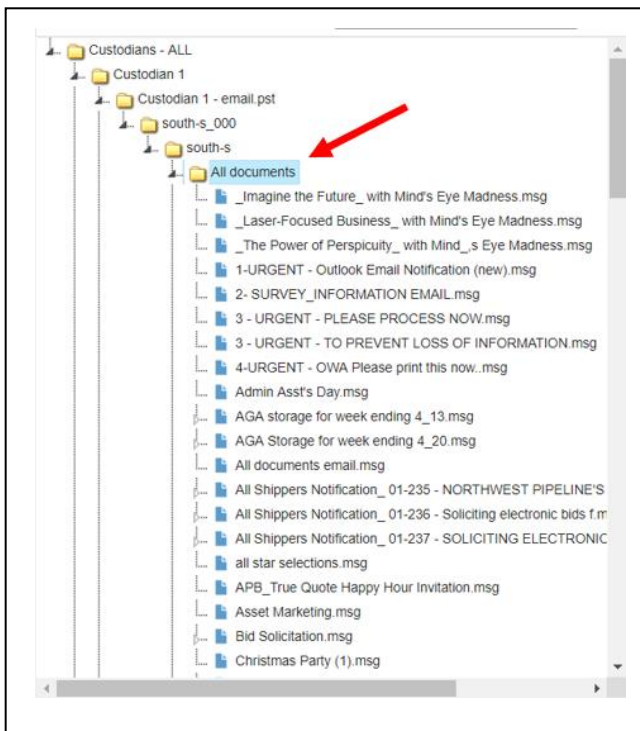 Custodians - ALL
Custodian 1
Custodian 1 - email.pst
south-s_000
south-s
All documents
_Imagine the Future_ with Mind's Eye Madness.msg
_Laser-Focused Business_ with Mind's Eye Madness.msg
_The Power of Perspicuity_ with Mind_,s Eye Madness.msg
1-URGENT - Outlook Email Notification (new).msg
2- SURVEY_INFORMATION EMAIL.msg
3 - URGENT - PLEASE PROCESS NOW.msg
3 - URGENT - TO PREVENT LOSS OF INFORMATION.msg
4-URGENT - OWA Please print this now..msg
Admin Asst's Day.msg
AGA storage for week ending 4_13.msg
AGA Storage for week ending 4_20.msg
All documents email.msg
All Shippers Notification_ 01-235 - NORTHWEST PIPELINE'S
All Shippers Notification_ 01-236 - Soliciting electronic bids f.m
All Shippers Notification_ 01-237 - SOLICITING ELECTRONIC
all star selections.msg
APB_True Quote Happy Hour Invitation.msg
Asset Marketing.msg
Bid Solicitation.msg
Christmas Party (1).msg